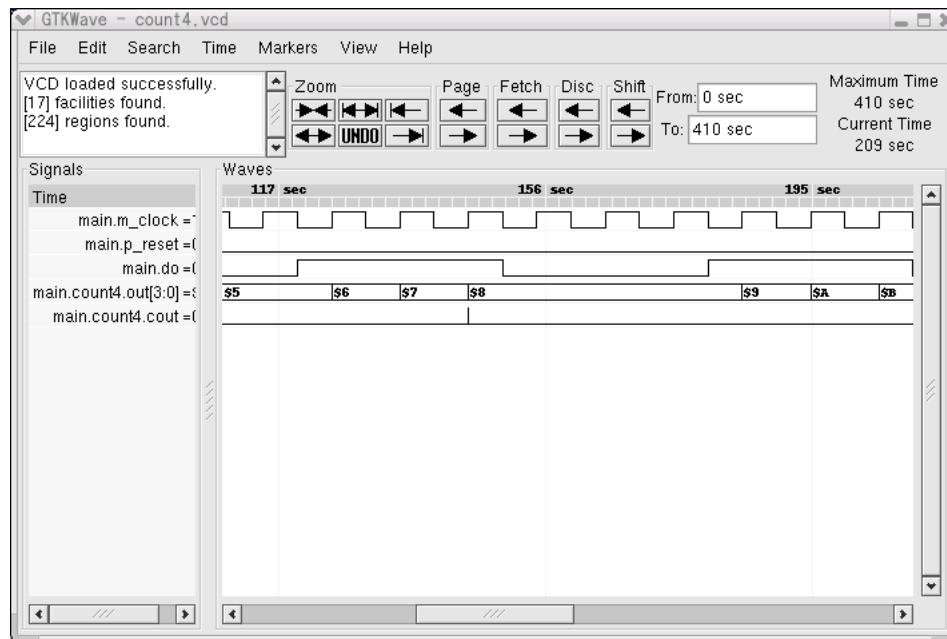 GTKWave - count4.vcd
File Edit Search Time Markers View Help
VCD loaded successfully.
[17] facilities found.
[224] regions found.
Zoom
UNDO
Page
Fetch
Disc
Shift
From: 0 sec
To: 410 sec
Maximum Time
410 sec
Current Time
209 sec
Signals
Waves
Time
117 sec 156 sec 195 sec
main.m_clock =
main.p_reset =0
main.do =0
main.count4.out[3:0] =$
$5 $6 $7 $8 $9 $A $B
main.count4.cout =0